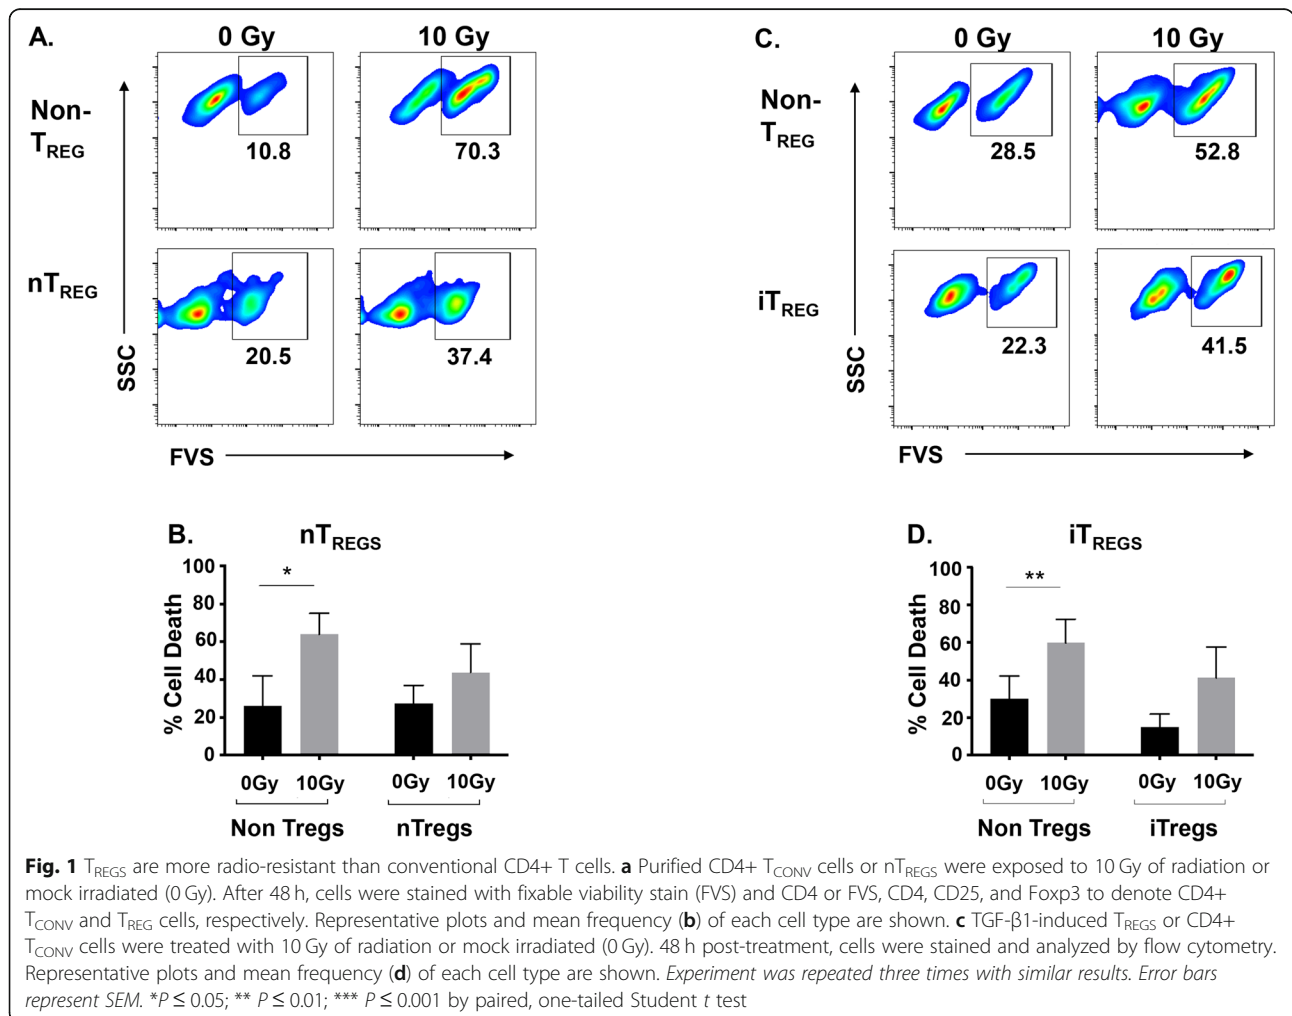 A.
0 Gy
10 Gy
Non-
TREG
10.8
70.3
nTREG
20.5
37.4
SSC
FVS
C.
0 Gy
10 Gy
Non-
TREG
28.5
52.8
iTREG
22.3
41.5
SSC
FVS
B.
nTREGS
% Cell Death
100
80
60
40
20
0
*
0Gy 10Gy 0Gy 10Gy
Non Tregs nTregs
D.
iTREGS
% Cell Death
100
80
60
40
20
0
**
0Gy 10Gy 0Gy 10Gy
Non Tregs iTregs
Fig. 1 TREGS are more radio-resistant than conventional CD4+ T cells. a Purified CD4+ TCONV cells or nTREGS were exposed to 10 Gy of radiation or
mock irradiated (0 Gy). After 48 h, cells were stained with fixable viability stain (FVS) and CD4 or FVS, CD4, CD25, and Foxp3 to denote CD4+
TCONV and TREG cells, respectively. Representative plots and mean frequency (b) of each cell type are shown. c TGF-β1-induced TREGS or CD4+
TCONV cells were treated with 10 Gy of radiation or mock irradiated (0 Gy). 48 h post-treatment, cells were stained and analyzed by flow cytometry.
Representative plots and mean frequency (d) of each cell type are shown. Experiment was repeated three times with similar results. Error bars
represent SEM. *P ≤ 0.05; ** P ≤ 0.01; *** P ≤ 0.001 by paired, one-tailed Student t test